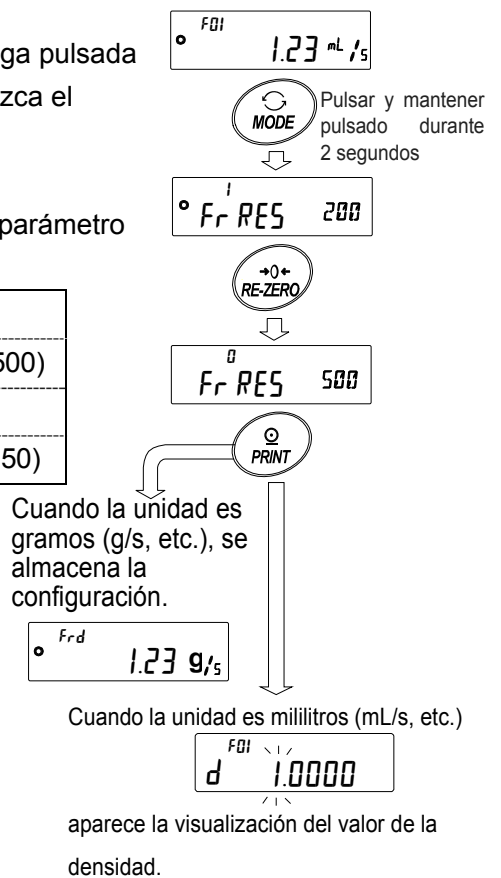 F01
1.23 mL/s
ga pulsada
zca el
MODE
Pulsar y mantener
pulsado durante
2 segundos
parámetro
1
Fr RES 200
→0←
RE-ZERO
500)
50)
0
Fr RES 500
PRINT
Cuando la unidad es
gramos (g/s, etc.), se
almacena la
configuración.
Frd
1.23 g/s
Cuando la unidad es mililitros (mL/s, etc.)
F01
d 1.0000
aparece la visualización del valor de la
densidad.